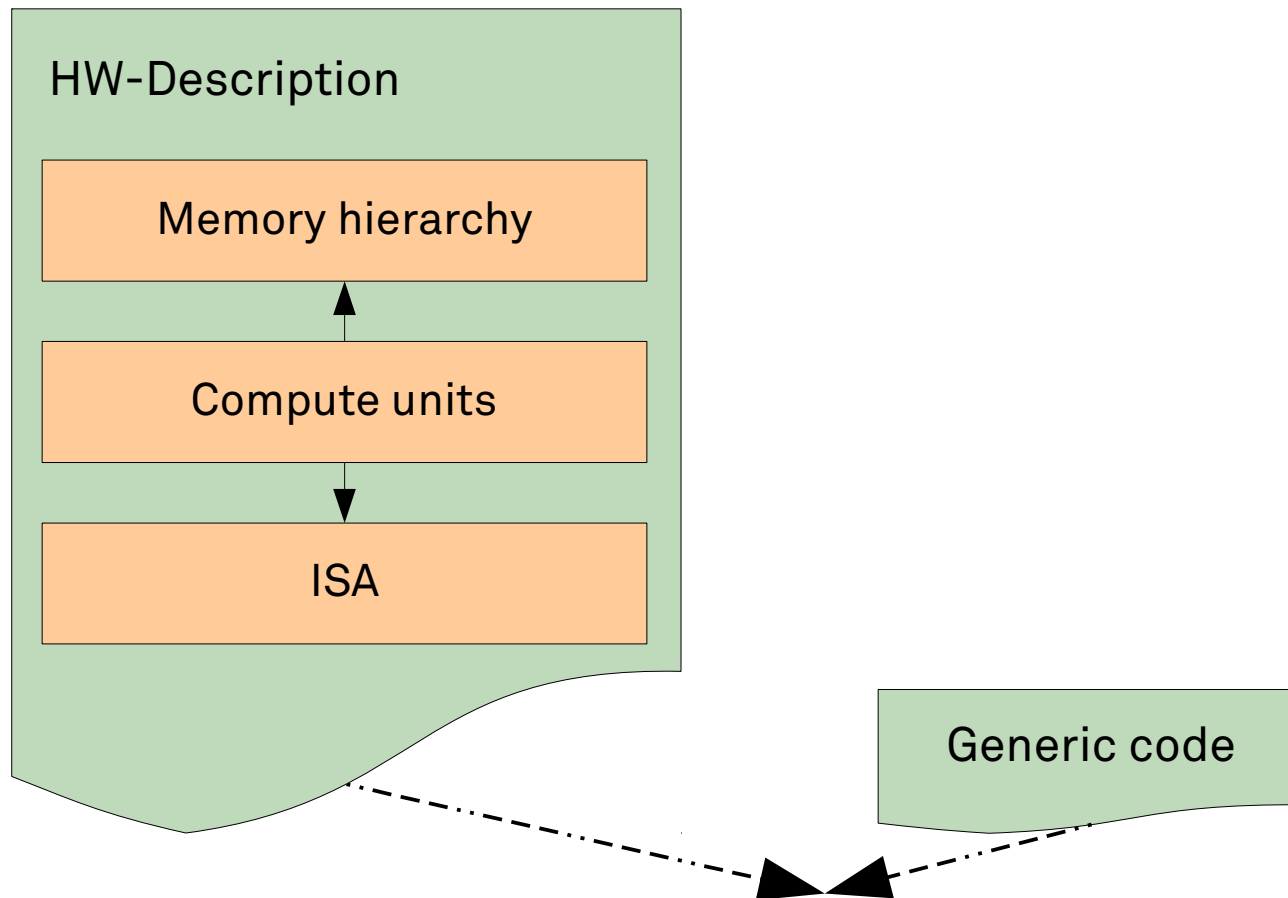 HW-Description
Memory hierarchy
Compute units
ISA
Generic code